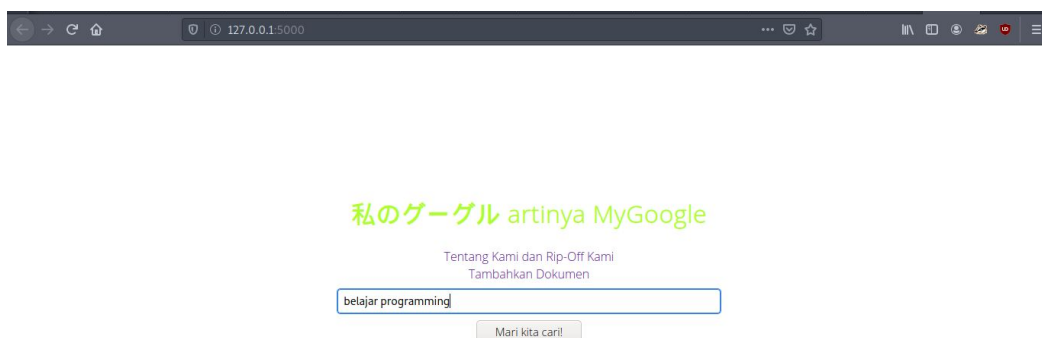 127.0.0.1:5000
私のグーグル artinya MyGoogle
Tentang Kami dan Rip-Off Kami
Tambahkan Dokumen
belajar programming
Mari kita cari!